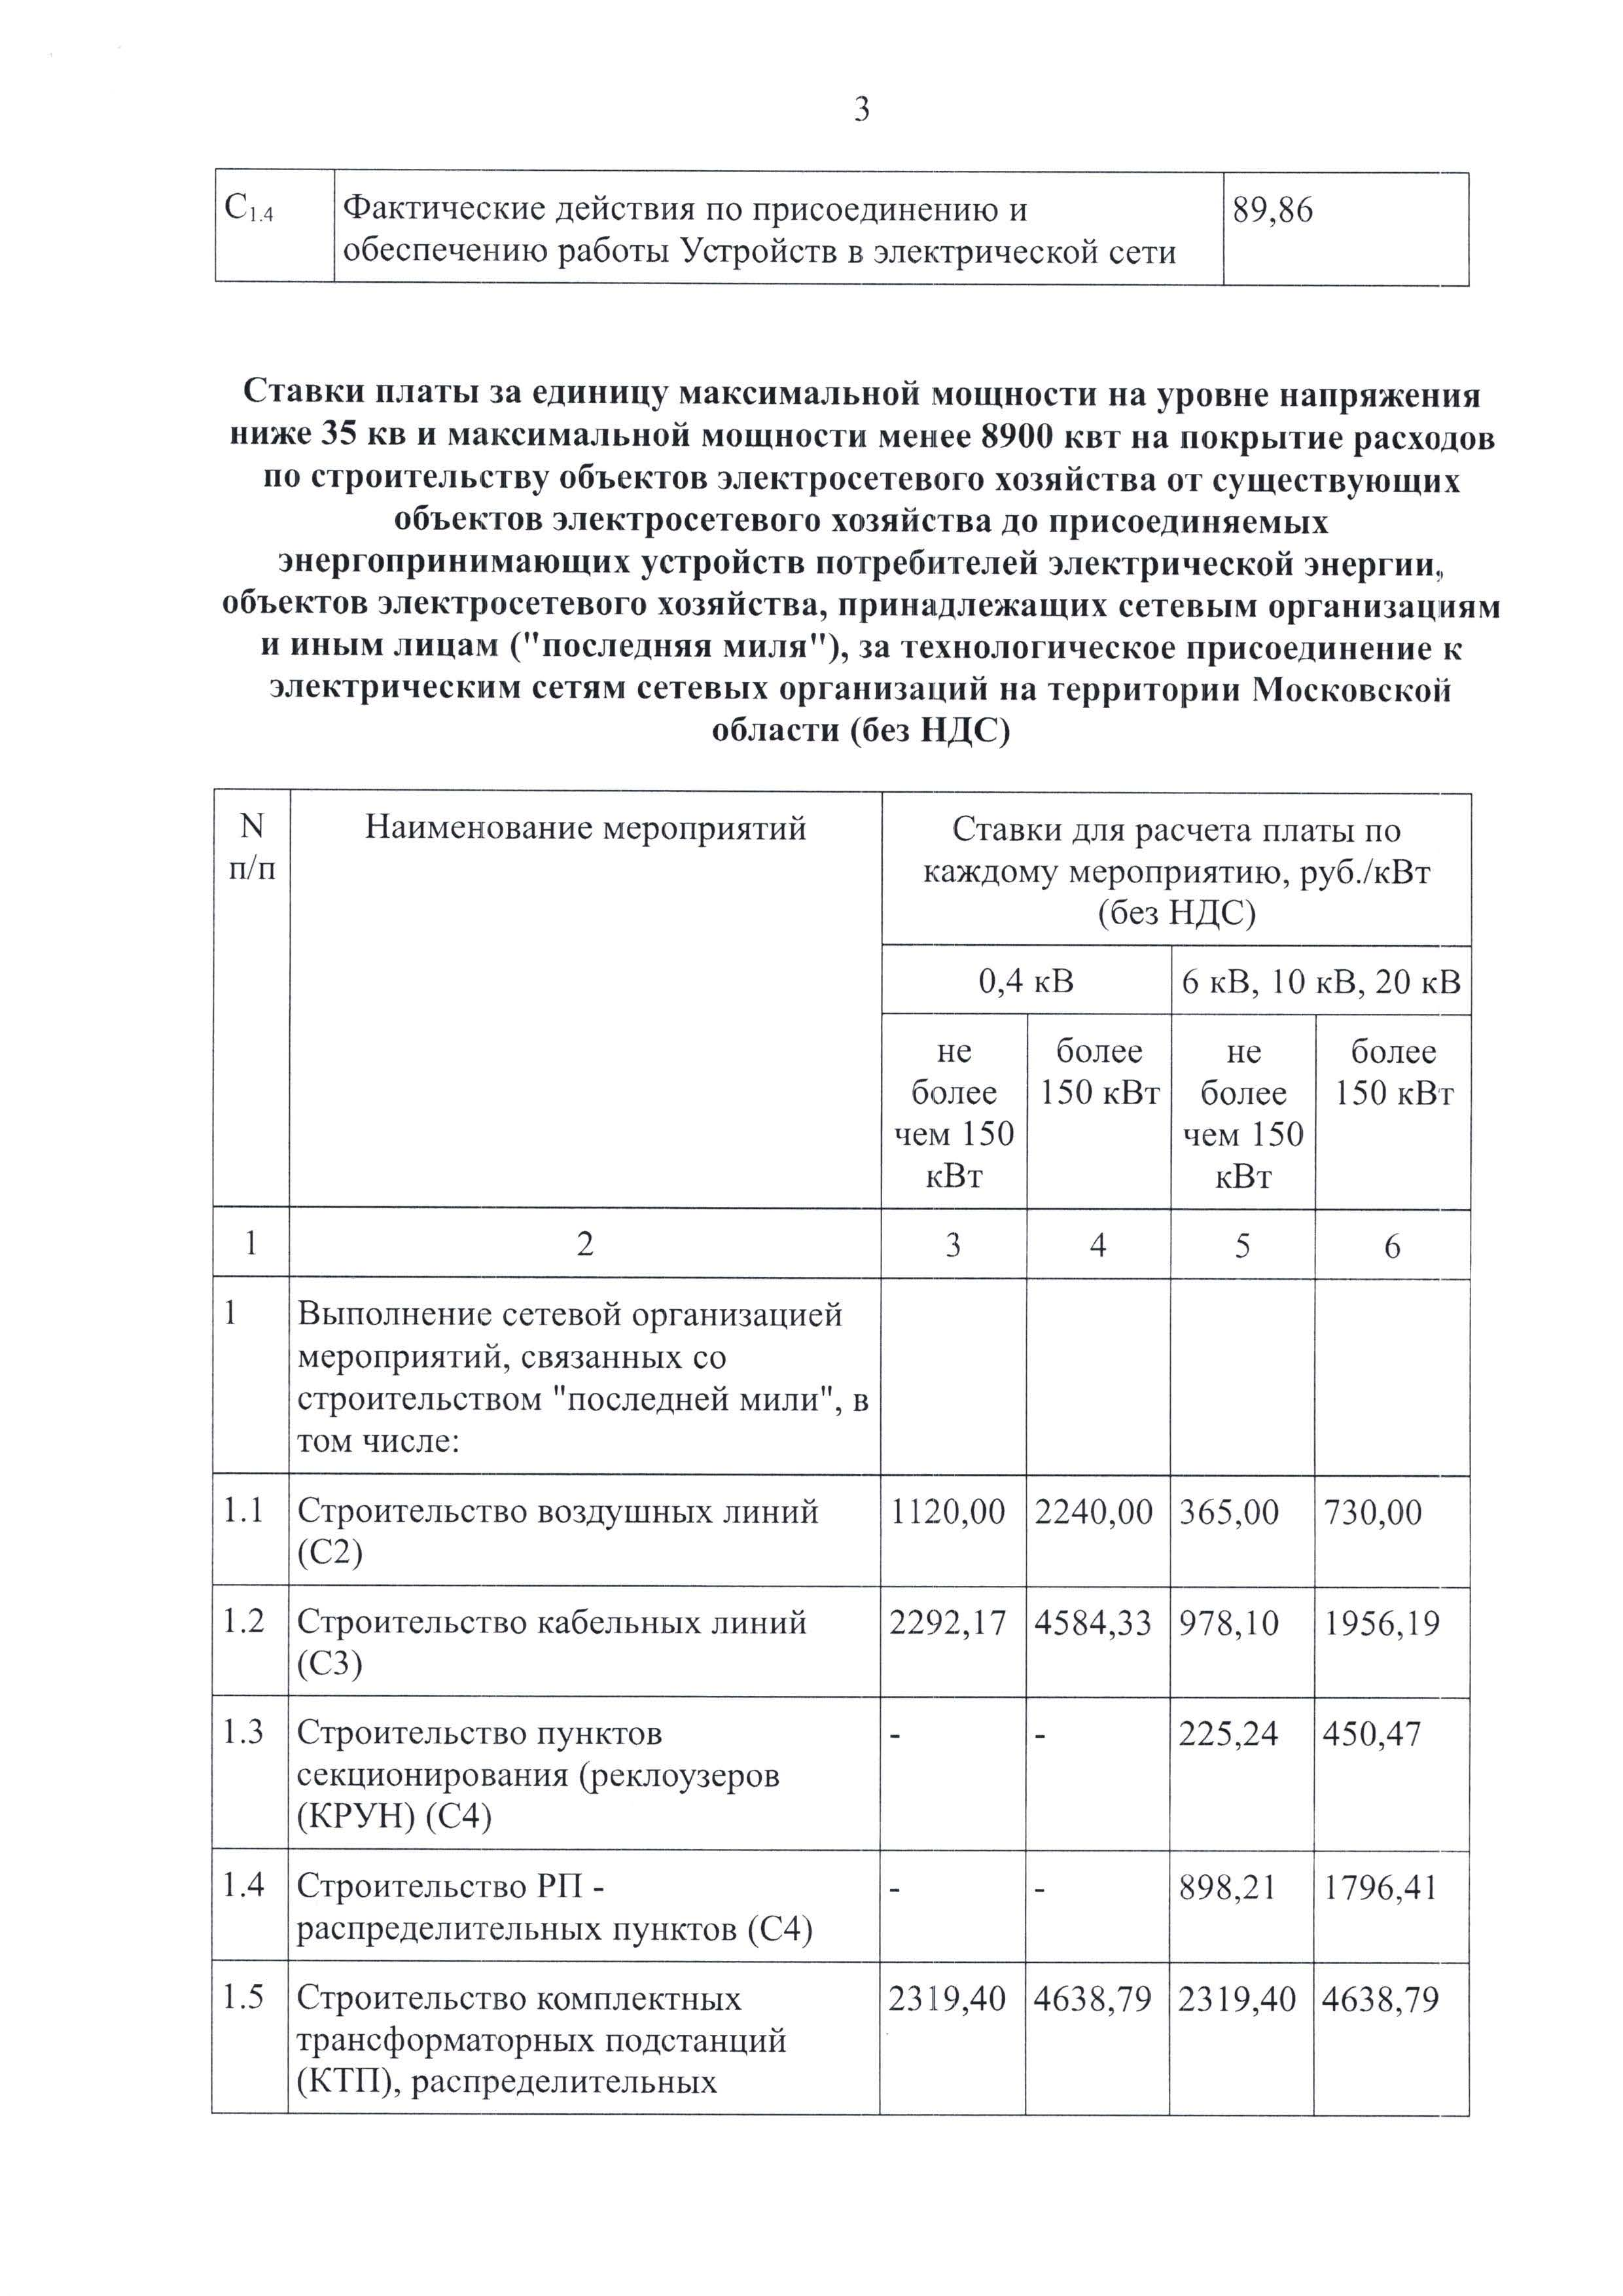 3
С1.4 Фактические действия по присоединению и 89,86
обеспечению работы Устройств в электрической сети
Ставки платы за единицу максимальной мощности на уровне напряжения
ниже 35 кв и максимальной мощности менее 8900 квт на покрытие расходов
по строительству объектов электросетевого хозяйства от существующих
объектов электросетевого хозяйства до присоединяемых
энергопринимающих устройств потребителей электрической энергии,
объектов электросетевого хозяйства, принадлежащих сетевым организациям
и иным лицам ("последняя миля"), за технологическое присоединение к
электрическим сетям сетевых организаций на территории Московской
области (без НДС)
N
п/п
Наименование мероприятий
Ставки для расчета платы по
каждому мероприятию, руб./кВт
(без НДС)
0,4 кВ
6 кВ, 10 кВ, 20 кВ
не
более
чем 150
кВт
более
150 кВт
не
более
чем 150
кВт
более
150 кВт
1 2 3 4 5 6
1 Выполнение сетевой организацией
мероприятий, связанных со
строительством "последней мили", в
том числе:
1.1 Строительство воздушных линий 1120,00 2240,00 365,00 730,00
(С2)
1.2 Строительство кабельных линий 2292,17 4584,33 978,10 1956,19
(С3)
1.3 Строительство пунктов - - 225,24 450,47
секционирования (реклоузеров
(КРУН) (С4)
1.4 Строительство РП - - - 898,21 1796,41
распределительных пунктов (С4)
1.5 Строительство комплектных 2319,40 4638,79 2319,40 4638,79
трансформаторных подстанций
(КТП), распределительных